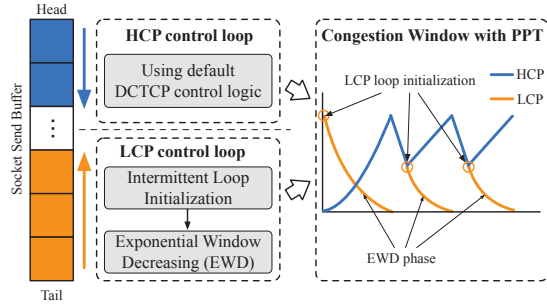 Head
Socket Send Buffer
⋮
Tail
HCP control loop
Using default
DCTCP control logic
LCP control loop
Intermittent Loop
Initialization
Exponential Window
Decreasing (EWD)
Congestion Window with PPT
LCP loop initialization
HCP
LCP
EWD phase